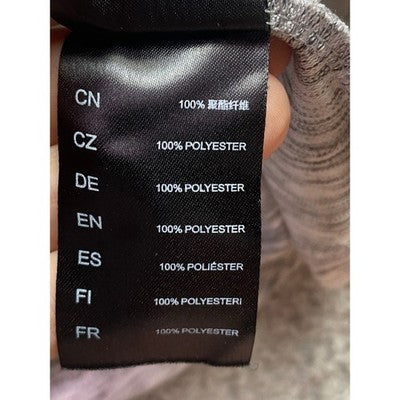 CN 100% 聚酯纤维
CZ 100% POLYESTER
DE 100% POLYESTER
EN 100% POLYESTER
ES 100% POLIÉSTER
FI 100% POLYESTERI
FR 100% POLYESTER